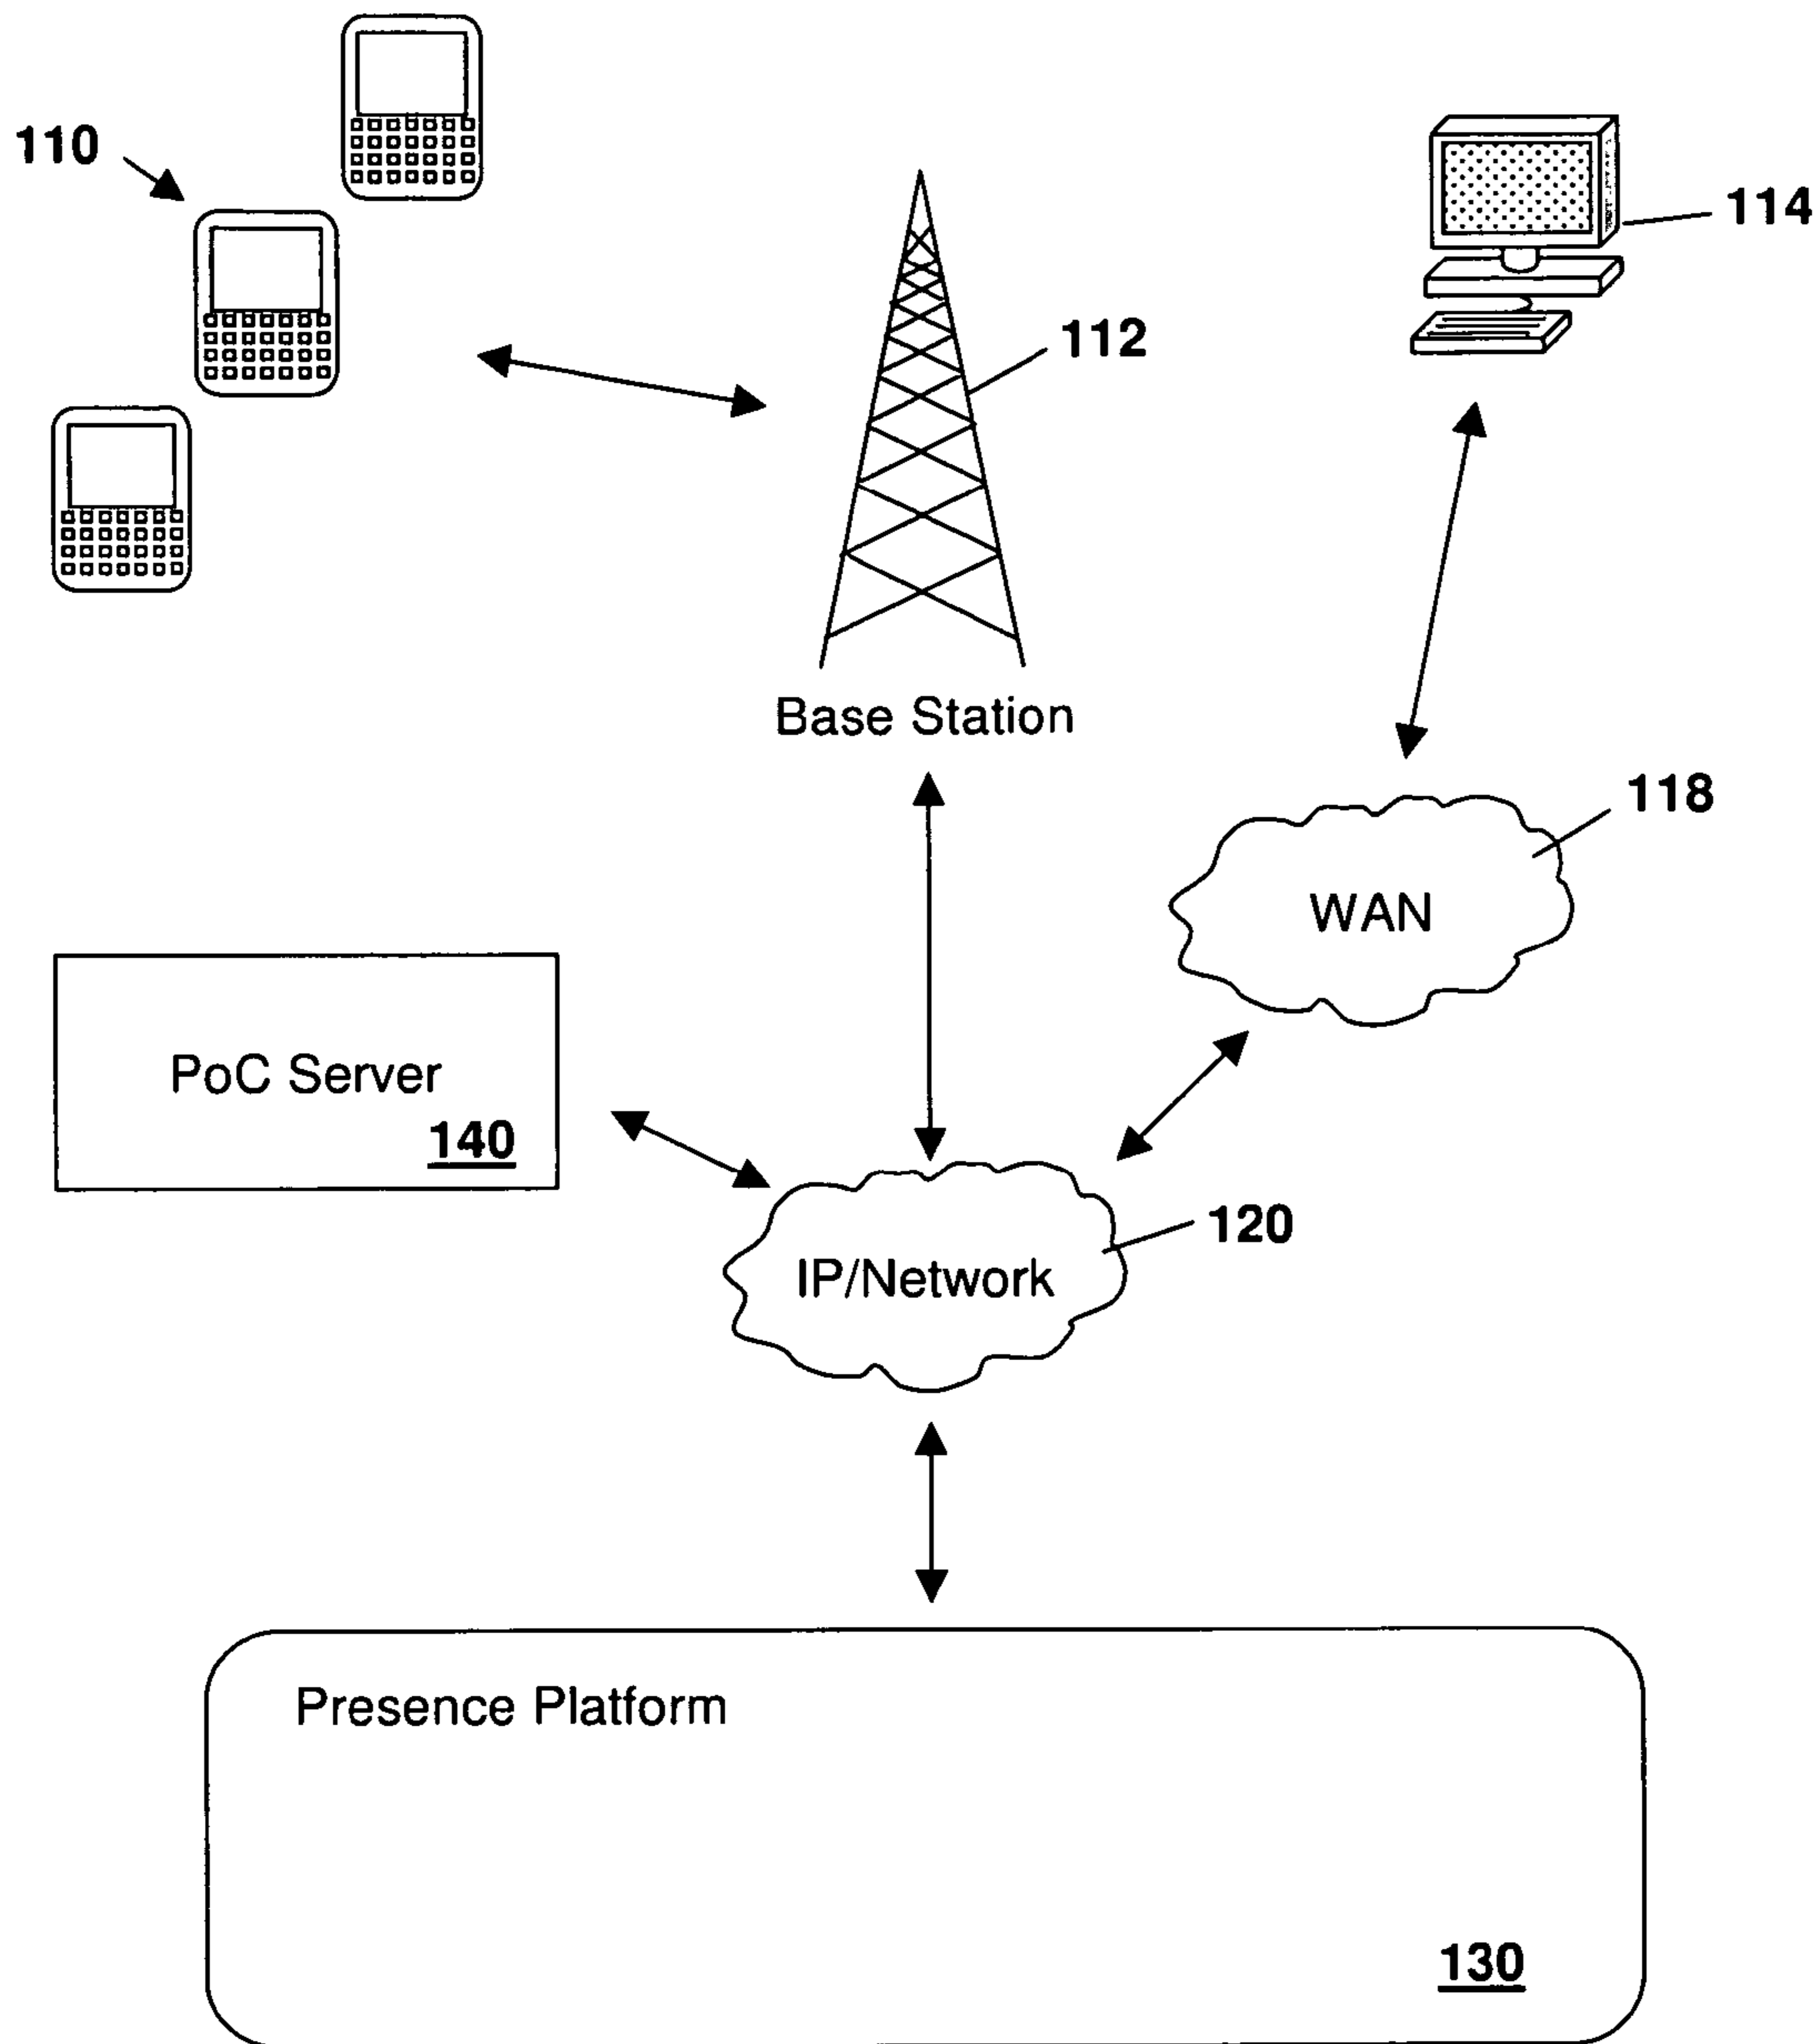 110
114
112
Base Station
118
WAN
PoC Server
140
120
IP/Network
Presence Platform
130